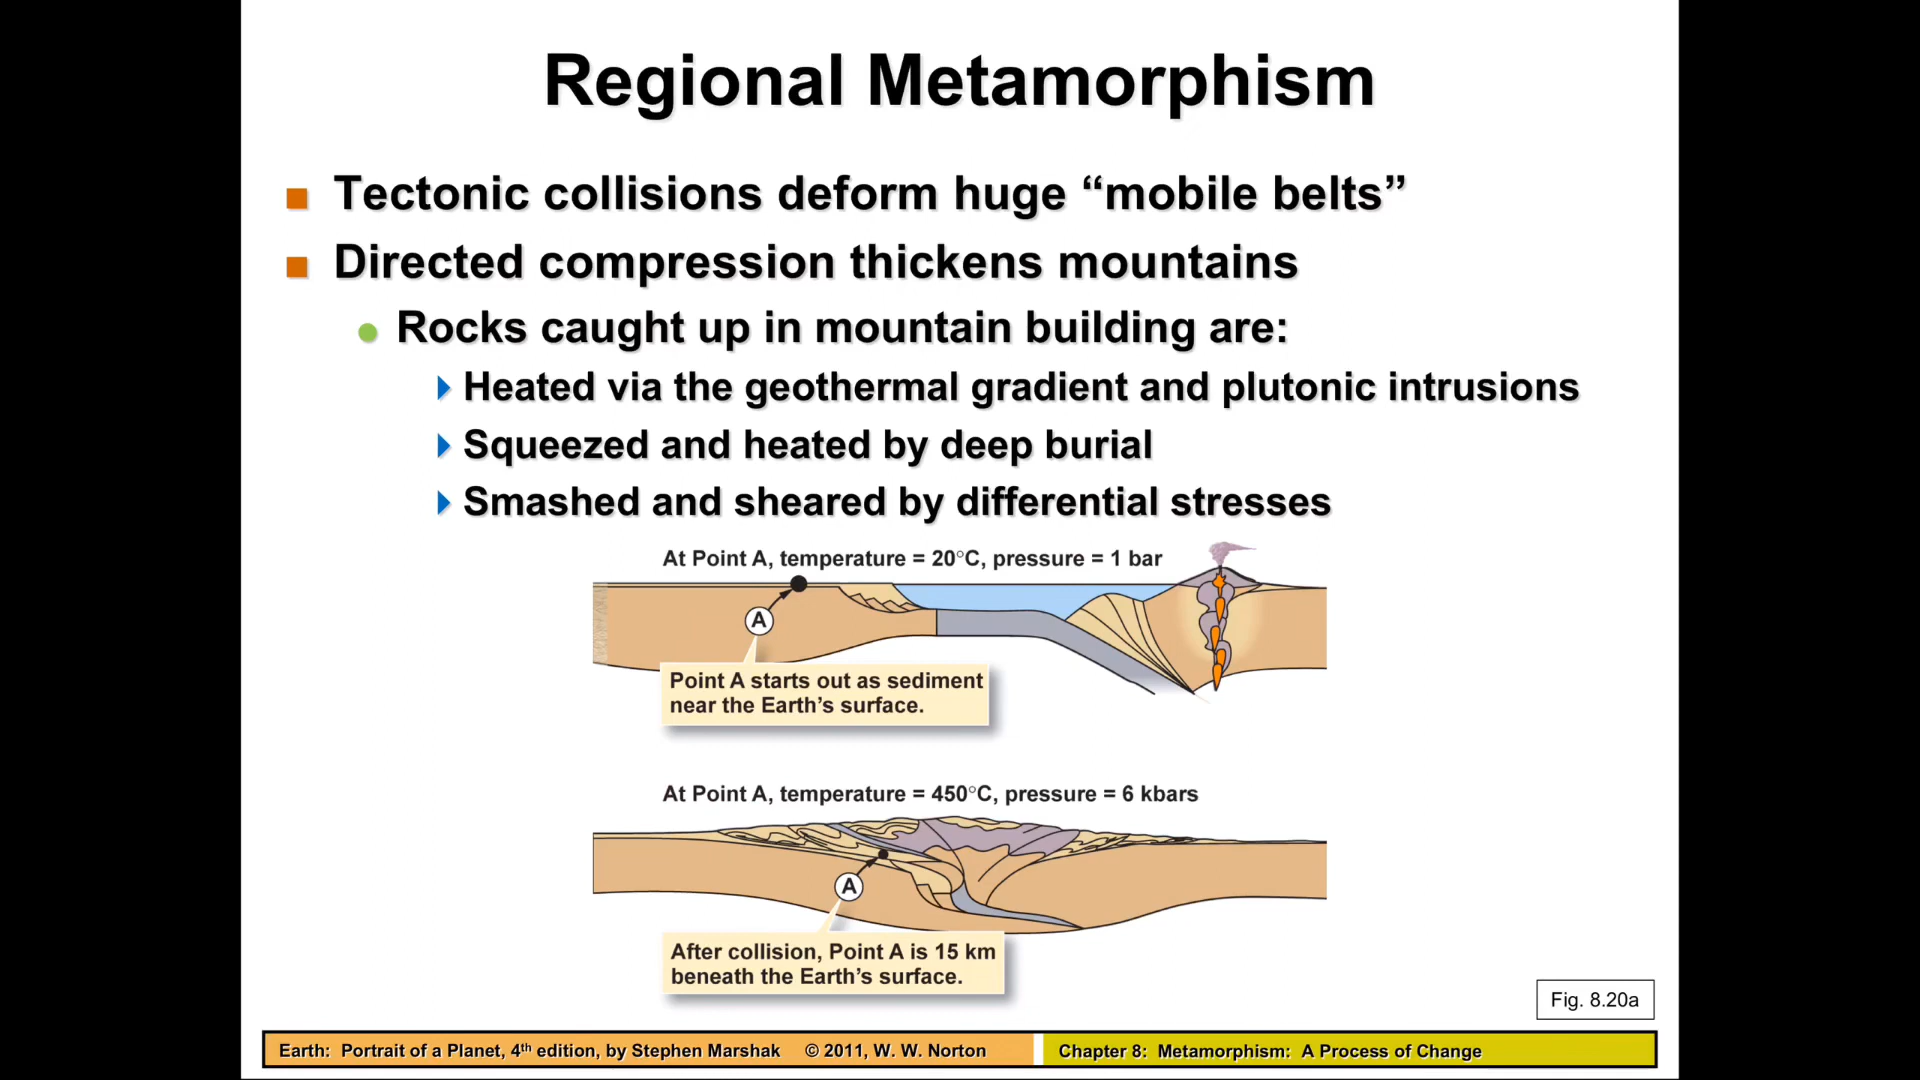 Regional Metamorphism
Tectonic collisions deform huge “mobile belts”
Directed compression thickens mountains
Rocks caught up in mountain building are:
Heated via the geothermal gradient and plutonic intrusions
Squeezed and heated by deep burial
Smashed and sheared by differential stresses
At Point A, temperature = 20°C, pressure = 1 bar
A
Point A starts out as sediment
near the Earth’s surface.
At Point A, temperature = 450°C, pressure = 6 kbars
A
After collision, Point A is 15 km
beneath the Earth’s surface.
Fig. 8.20a
Earth: Portrait of a Planet, 4th edition, by Stephen Marshak © 2011, W. W. Norton
Chapter 8: Metamorphism: A Process of Change